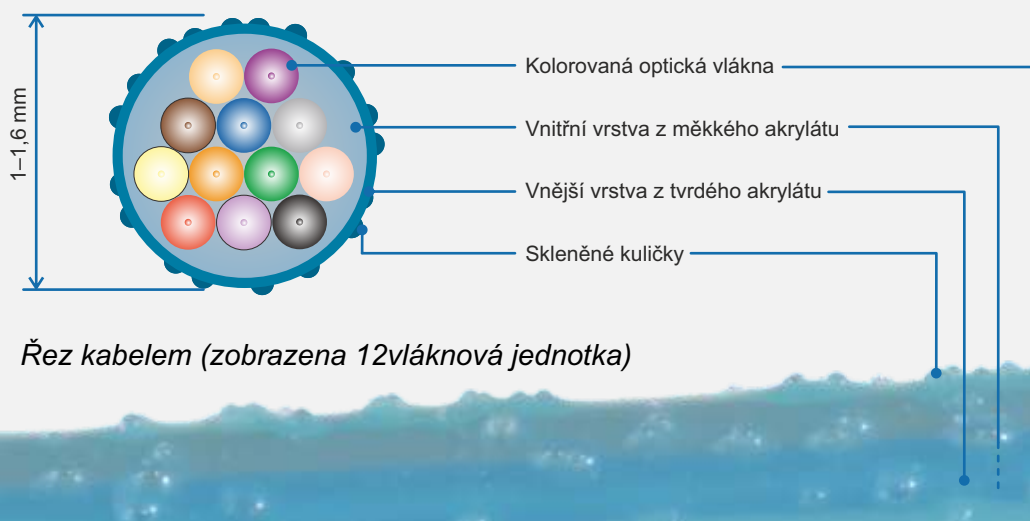 1–1,6 mm
Kolorovaná optická vlákna
Vnitřní vrstva z měkkého akrylátu
Vnější vrstva z tvrdého akrylátu
Skleněné kuličky
Řez kabelem (zobrazena 12vláknová jednotka)